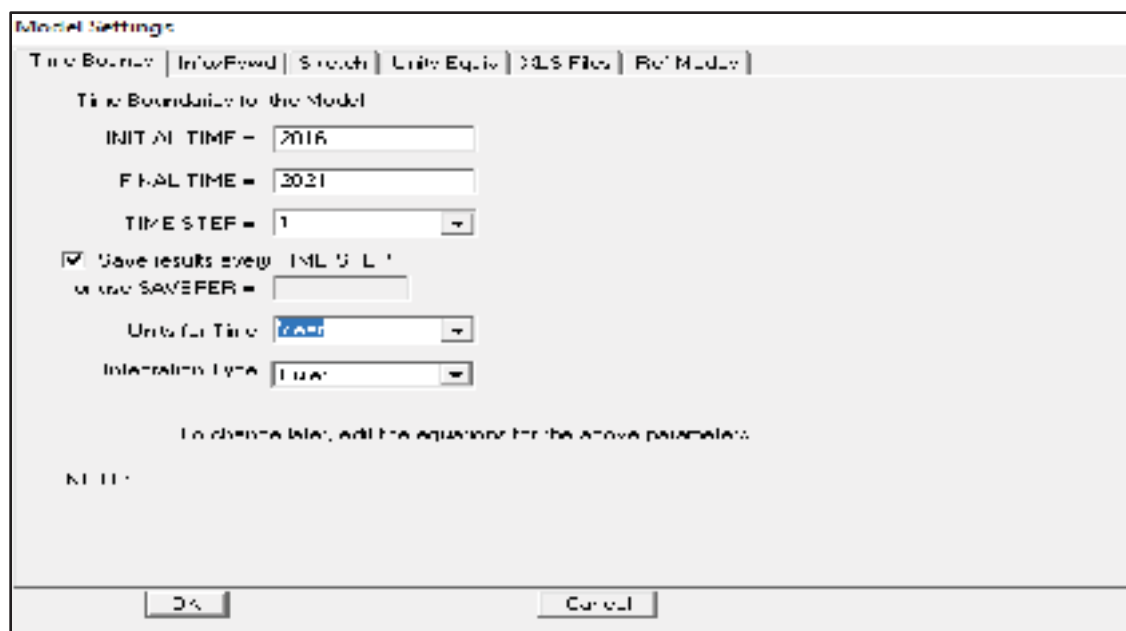 Model Settings
Time Bounds Info/Pswd Sketch Units Equiv XLS Files Ref Modes
Time Boundaries for the Model
INITIAL TIME = 2016
FINAL TIME = 2021
TIME STEP = 1
Save results every TIME STEP
or use SAVEPER =
Units for Time Year
Integration Type Euler
To change later, edit the equations for the above parameters.
OK Cancel